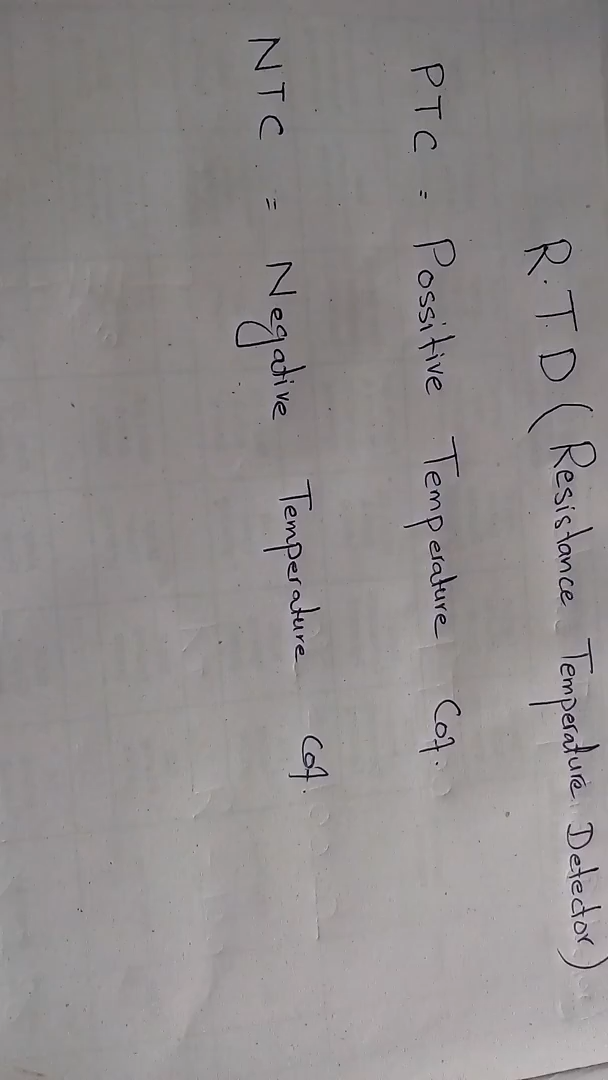 R.T.D (Resistance Temperature Detector)
PTC = Possitive Temperature Cof.
NTC = Negative Temperature Cof.